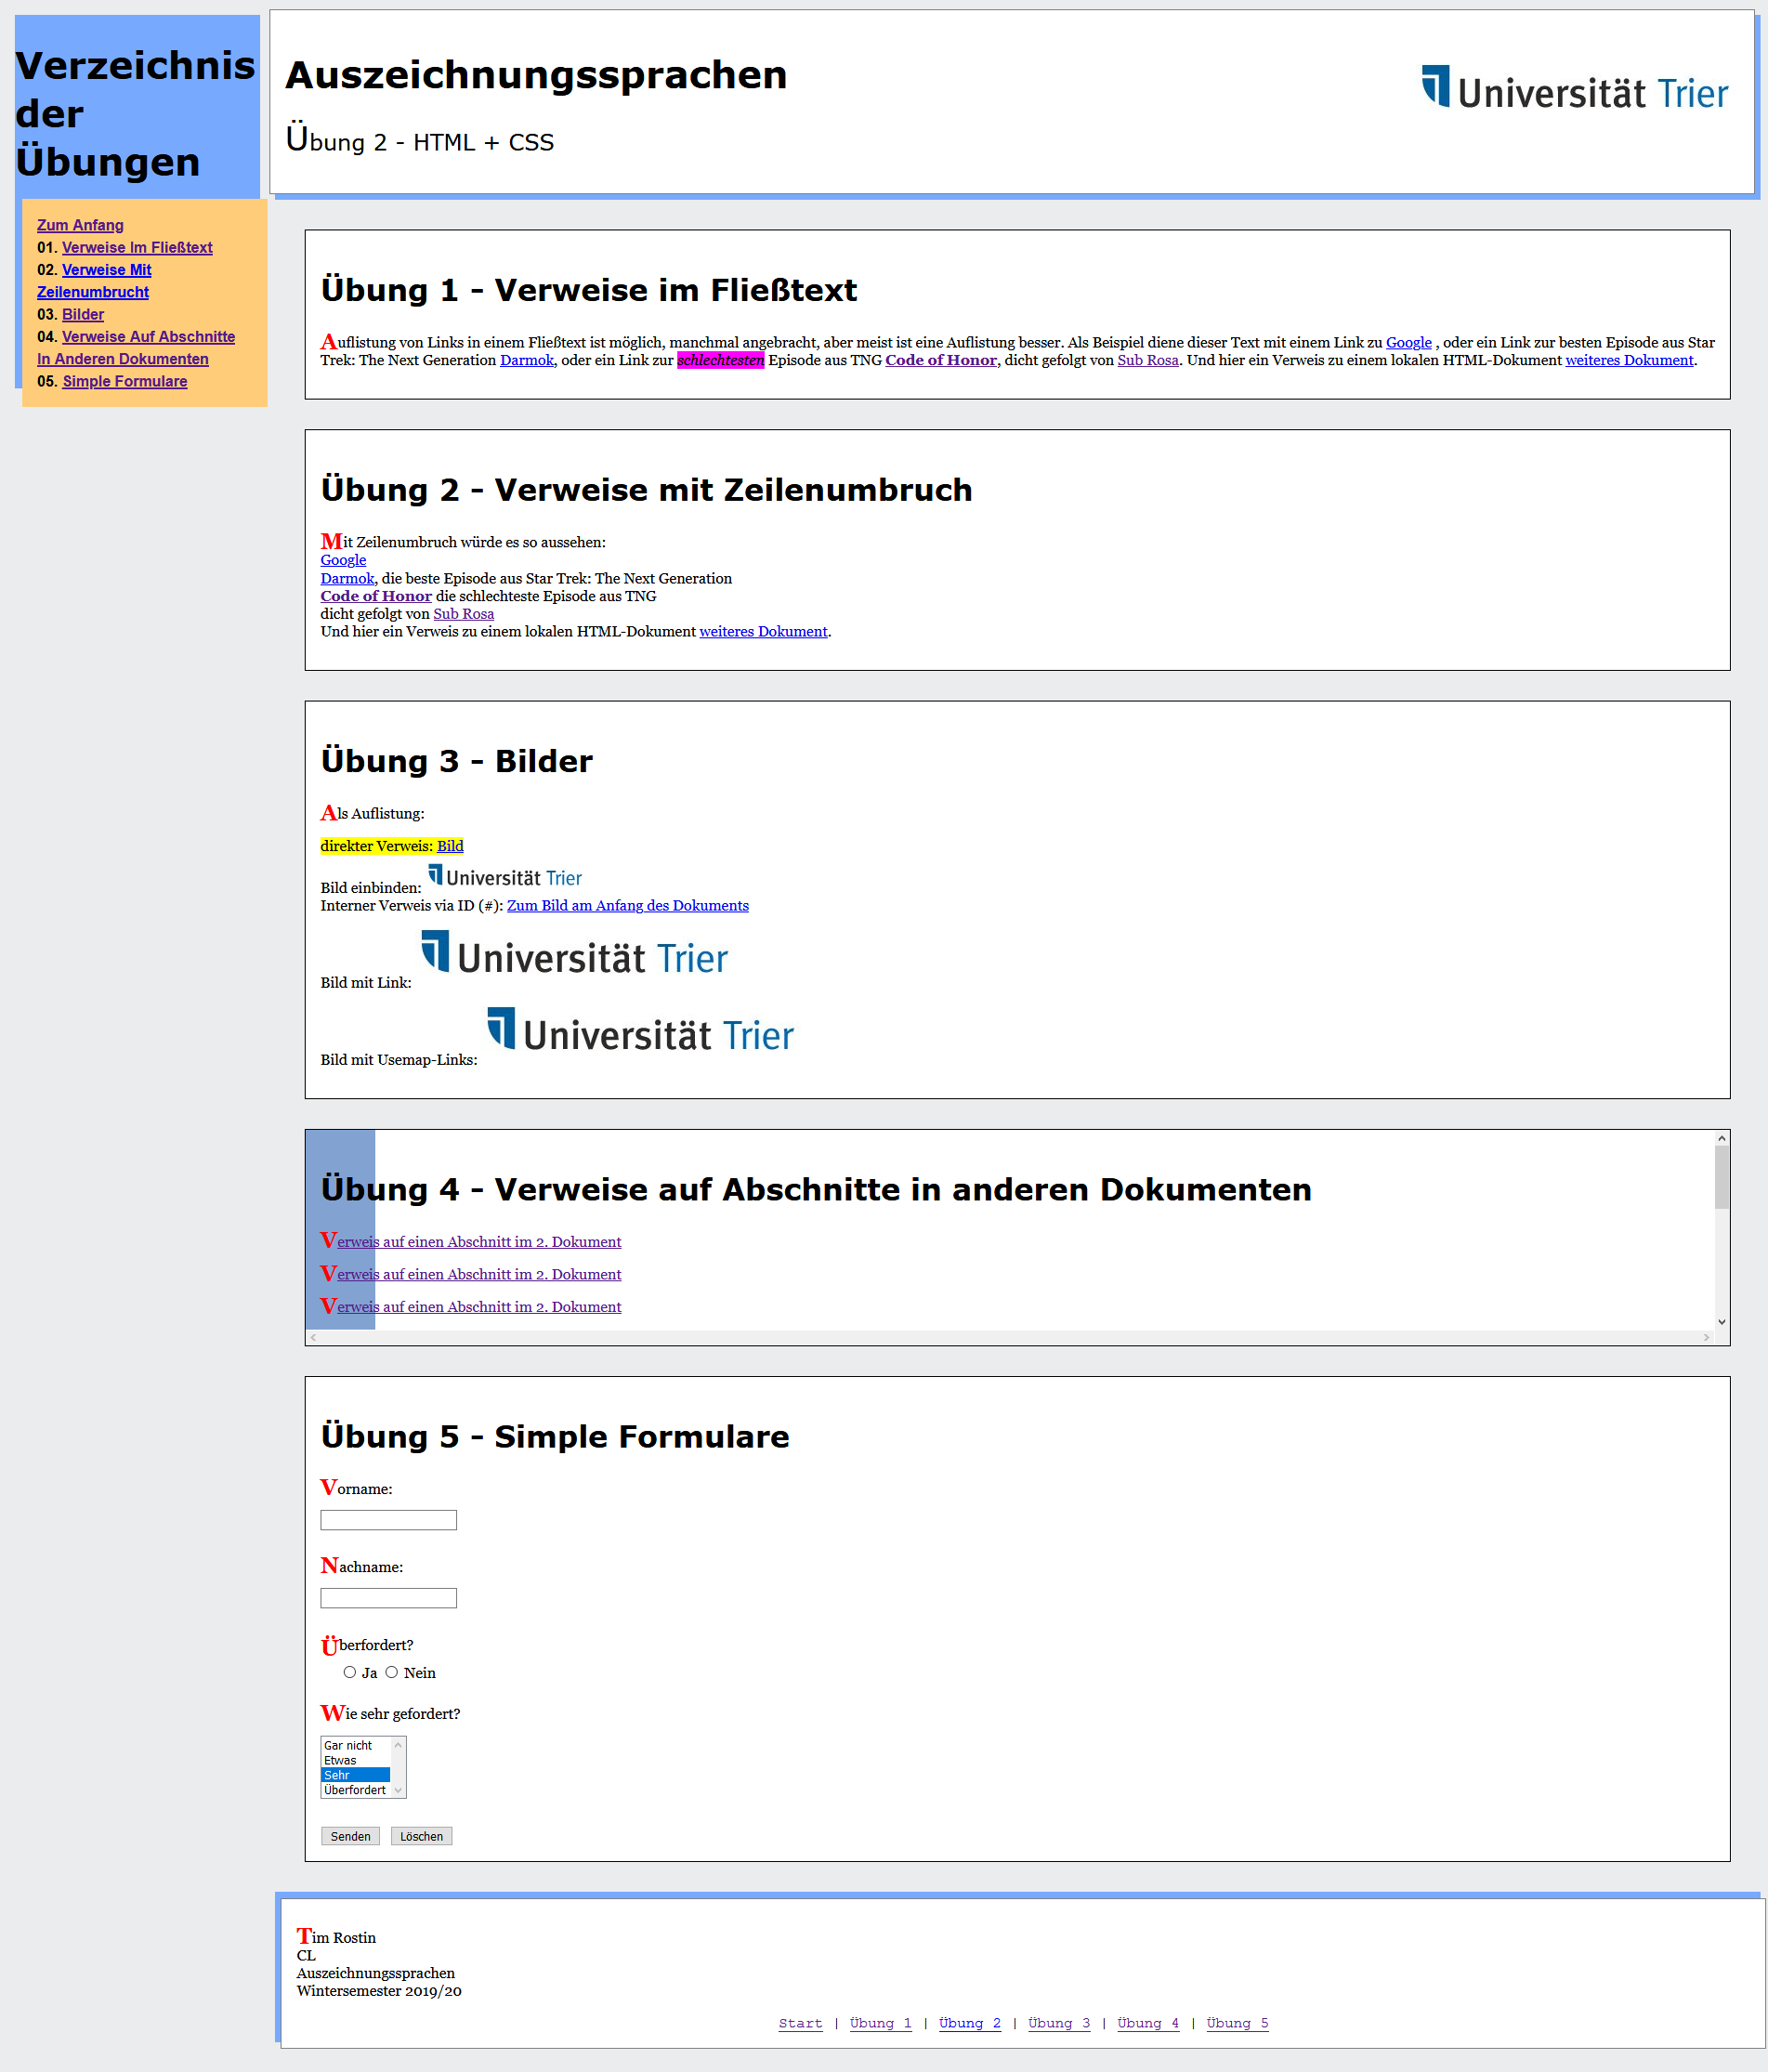 Verzeichnis
der
Übungen
Zum Anfang
01. Verweise Im Fließtext
02. Verweise Mit
Zeilenumbrucht
03. Bilder
04. Verweise Auf Abschnitte
In Anderen Dokumenten
05. Simple Formulare
Auszeichnungssprachen
Universität Trier
Übung 2 - HTML + CSS
Übung 1 - Verweise im Fließtext
Auflistung von Links in einem Fließtext ist möglich, manchmal angebracht, aber meist ist eine Auflistung besser. Als Beispiel diene dieser Text mit einem Link zu Google , oder ein Link zur besten Episode aus Star
Trek: The Next Generation Darmok, oder ein Link zur schlechtesten Episode aus TNG Code of Honor, dicht gefolgt von Sub Rosa. Und hier ein Verweis zu einem lokalen HTML-Dokument weiteres Dokument.
Übung 2 - Verweise mit Zeilenumbruch
Mit Zeilenumbruch würde es so aussehen:
Google
Darmok, die beste Episode aus Star Trek: The Next Generation
Code of Honor die schlechteste Episode aus TNG
dicht gefolgt von Sub Rosa
Und hier ein Verweis zu einem lokalen HTML-Dokument weiteres Dokument.
Übung 3 - Bilder
Als Auflistung:
direkter Verweis: Bild
Bild einbinden: Universität Trier
Interner Verweis via ID (#): Zum Bild am Anfang des Dokuments
Bild mit Link: Universität Trier
Bild mit Usemap-Links: Universität Trier
Übung 4 - Verweise auf Abschnitte in anderen Dokumenten
Verweis auf einen Abschnitt im 2. Dokument
Verweis auf einen Abschnitt im 2. Dokument
Verweis auf einen Abschnitt im 2. Dokument
Übung 5 - Simple Formulare
Vorname:
Nachname:
Überfordert?
Ja Nein
Wie sehr gefordert?
Gar nicht
Etwas
Sehr
Überfordert
Senden Löschen
Tim Rostin
CL
Auszeichnungssprachen
Wintersemester 2019/20
Start | Übung 1 | Übung 2 | Übung 3 | Übung 4 | Übung 5